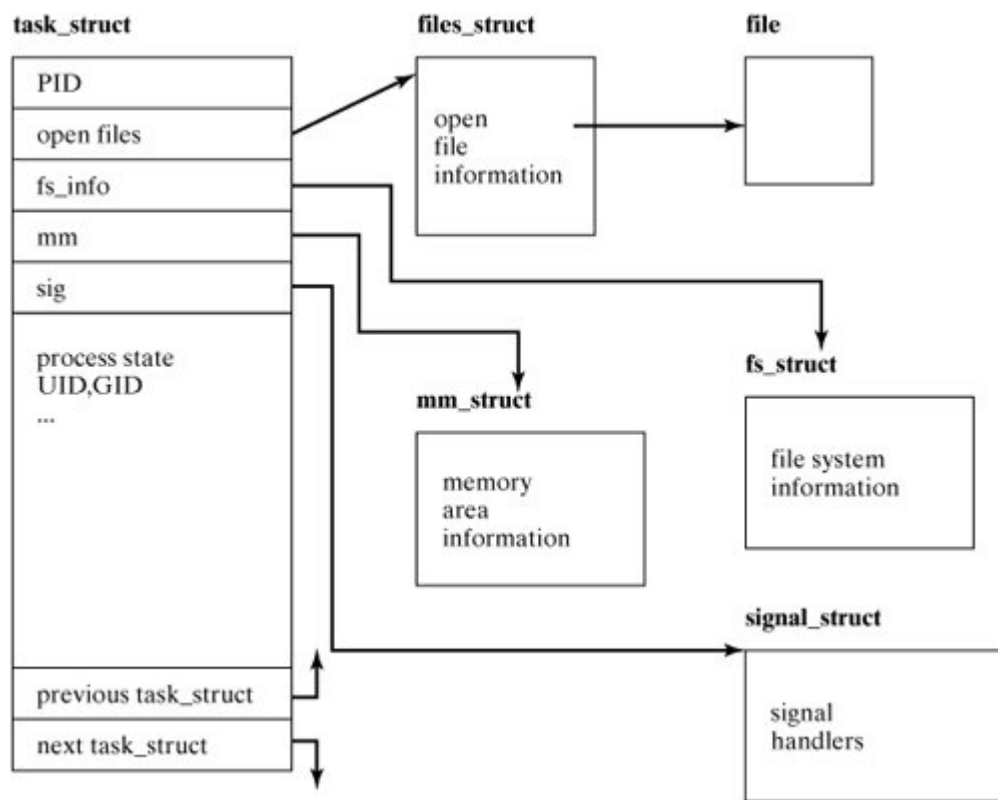 task_struct
PID
open files
fs_info
mm
sig
process state
UID,GID
...
previous task_struct
next task_struct
files_struct
open
file
information
file
mm_struct
memory
area
information
fs_struct
file system
information
signal_struct
signal
handlers